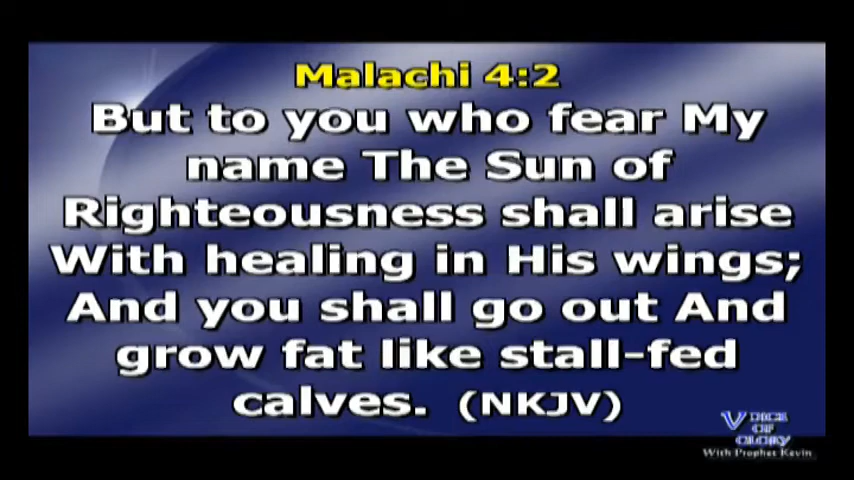 Malachi 4:2
But to you who fear My
name The Sun of
Righteousness shall arise
With healing in His wings;
And you shall go out And
grow fat like stall-fed
calves. (NKJV)
VOICE
OF
GLORY
With Prophet Kevin